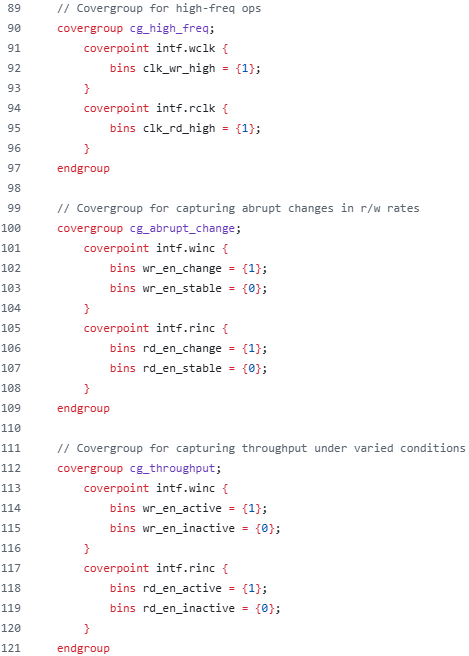 89 // Covergroup for high-freq ops
90 covergroup cg_high_freq;
91 coverpoint intf.wclk {
92 bins clk_wr_high = {1};
93 }
94 coverpoint intf.rclk {
95 bins clk_rd_high = {1};
96 }
97 endgroup
98
99 // Covergroup for capturing abrupt changes in r/w rates
100 covergroup cg_abrupt_change;
101 coverpoint intf.winc {
102 bins wr_en_change = {1};
103 bins wr_en_stable = {0};
104 }
105 coverpoint intf.rinc {
106 bins rd_en_change = {1};
107 bins rd_en_stable = {0};
108 }
109 endgroup
110
111 // Covergroup for capturing throughput under varied conditions
112 covergroup cg_throughput;
113 coverpoint intf.winc {
114 bins wr_en_active = {1};
115 bins wr_en_inactive = {0};
116 }
117 coverpoint intf.rinc {
118 bins rd_en_active = {1};
119 bins rd_en_inactive = {0};
120 }
121 endgroup